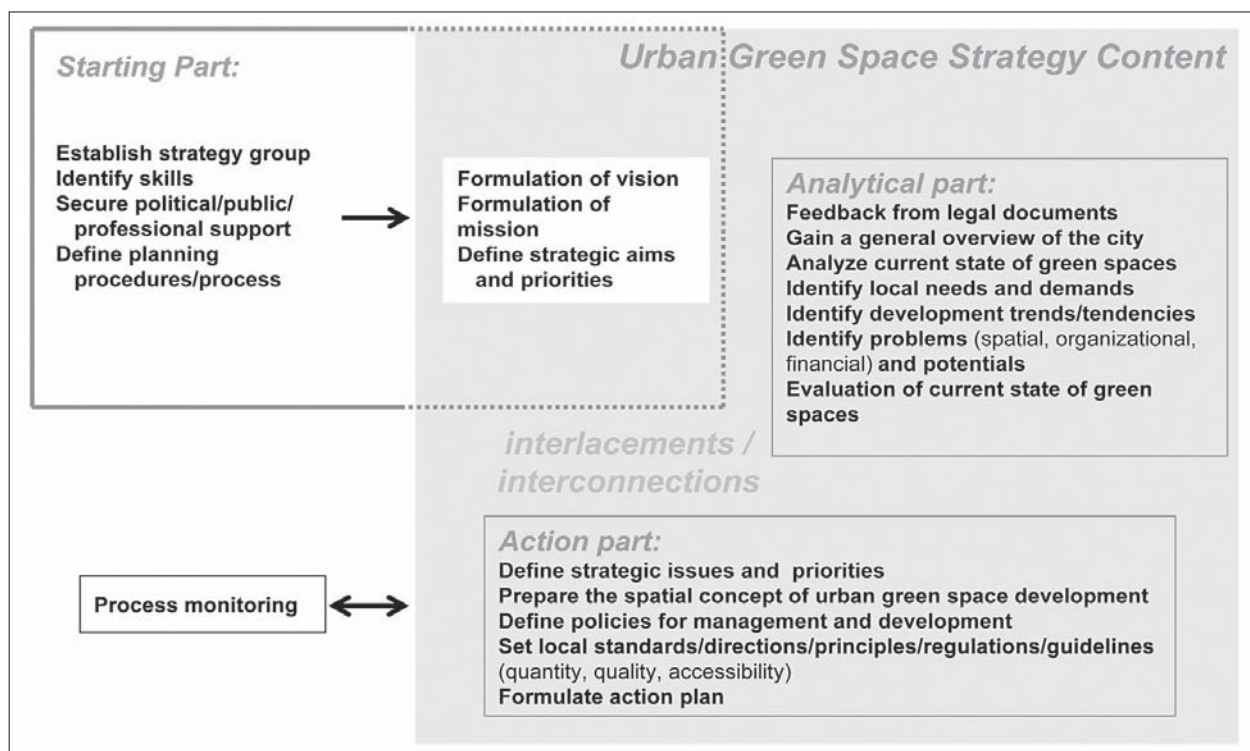 Starting Part:
Establish strategy group
Identify skills
Secure political/public/
professional support
Define planning
procedures/process
Urban Green Space Strategy Content
Formulation of vision
Formulation of
mission
Define strategic aims
and priorities
Analytical part:
Feedback from legal documents
Gain a general overview of the city
Analyze current state of green spaces
Identify local needs and demands
Identify development trends/tendencies
Identify problems (spatial, organizational,
financial) and potentials
Evaluation of current state of green
spaces
interlacements /
interconnections
Process monitoring
Action part:
Define strategic issues and priorities
Prepare the spatial concept of urban green space development
Define policies for management and development
Set local standards/directions/principles/regulations/guidelines
(quantity, quality, accessibility)
Formulate action plan